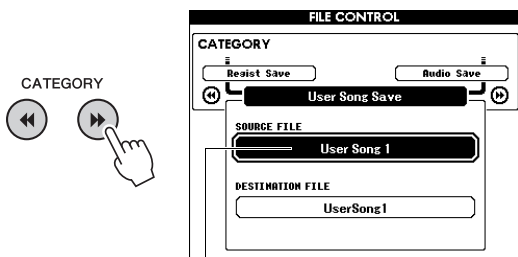 FILE CONTROL
CATEGORY
Regist Save
Audio Save
User Song Save
CATEGORY
SOURCE FILE
User Song 1
DESTINATION FILE
UserSong1